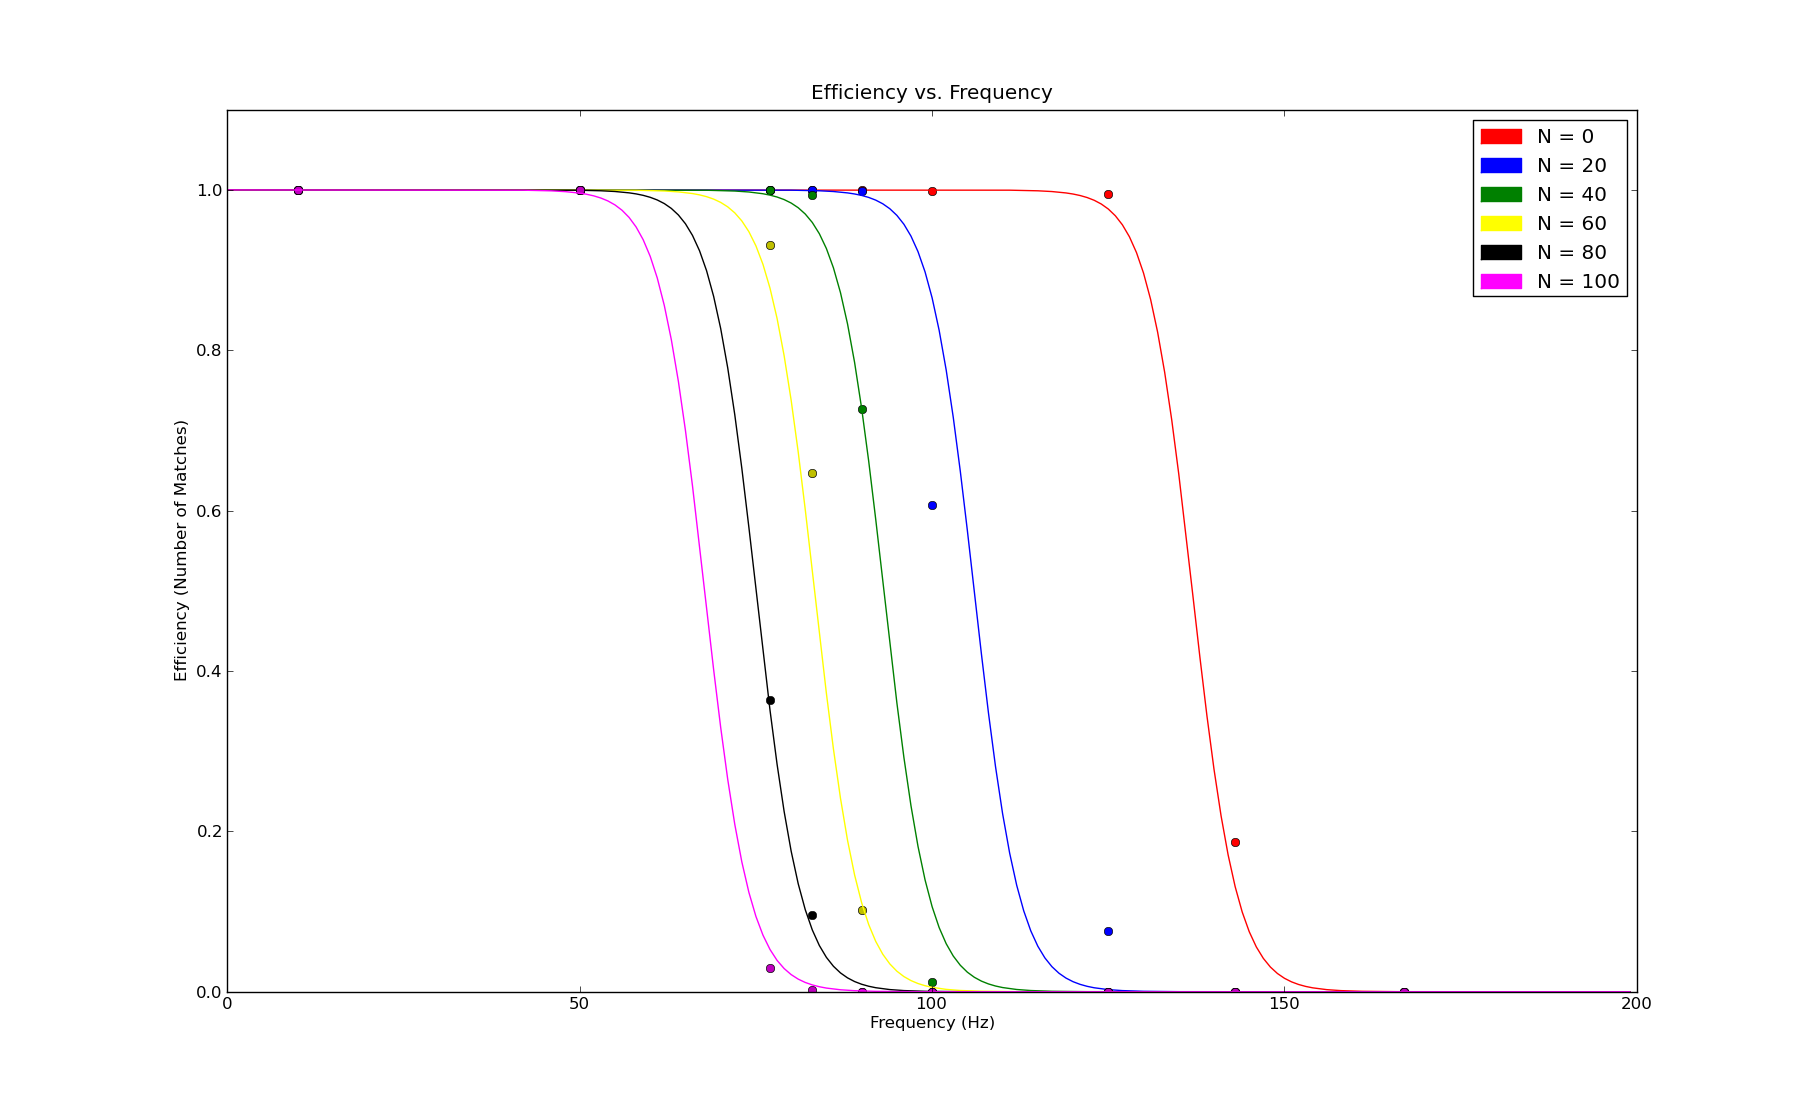 Efficiency vs. Frequency
N = 0
N = 20
N = 40
N = 60
N = 80
N = 100
Efficiency (Number of Matches)
1.0
0.8
0.6
0.4
0.2
0.0
0 50 100 150 200
Frequency (Hz)